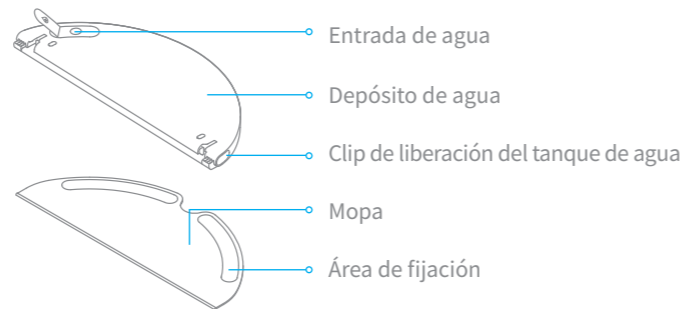 Entrada de agua
Depósito de agua
Clip de liberación del tanque de agua
Mopa
Área de fijación